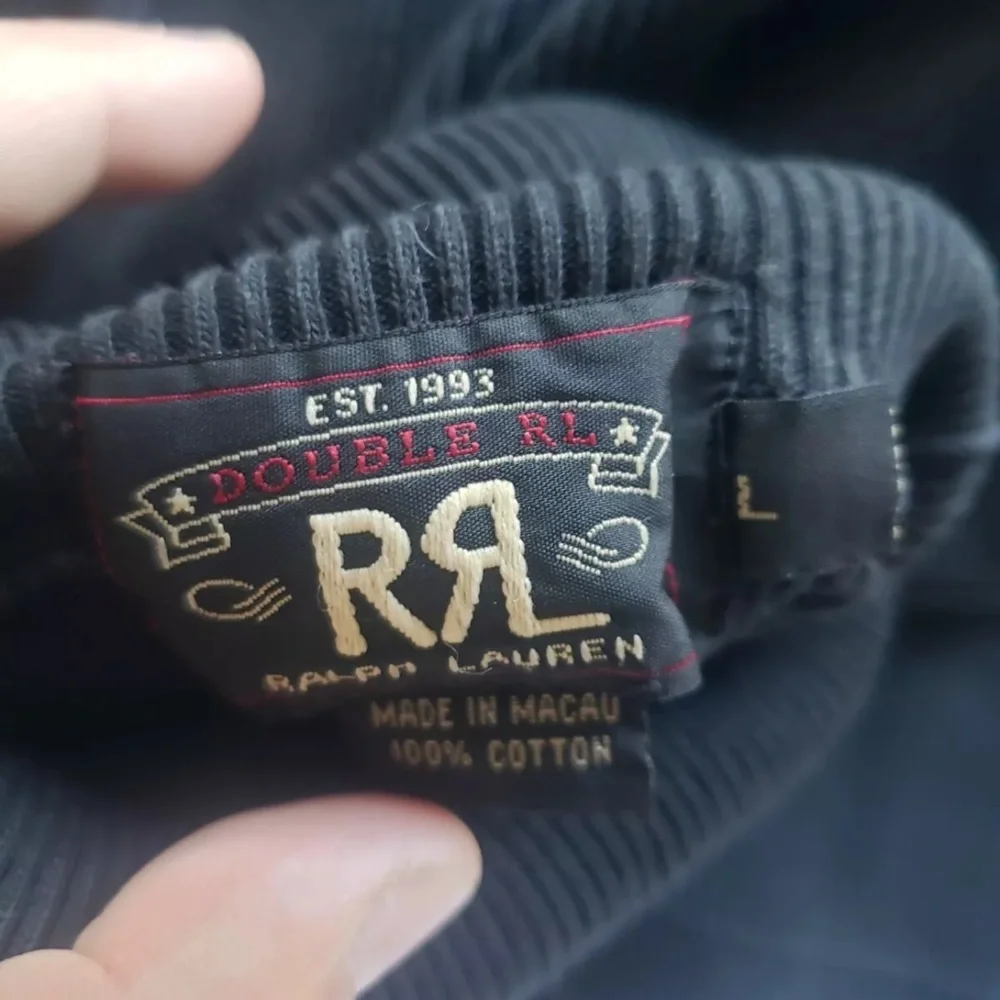 EST. 1993
DOUBLE RL
RRL
RALPH LAUREN
MADE IN MACAU
100% COTTON
L